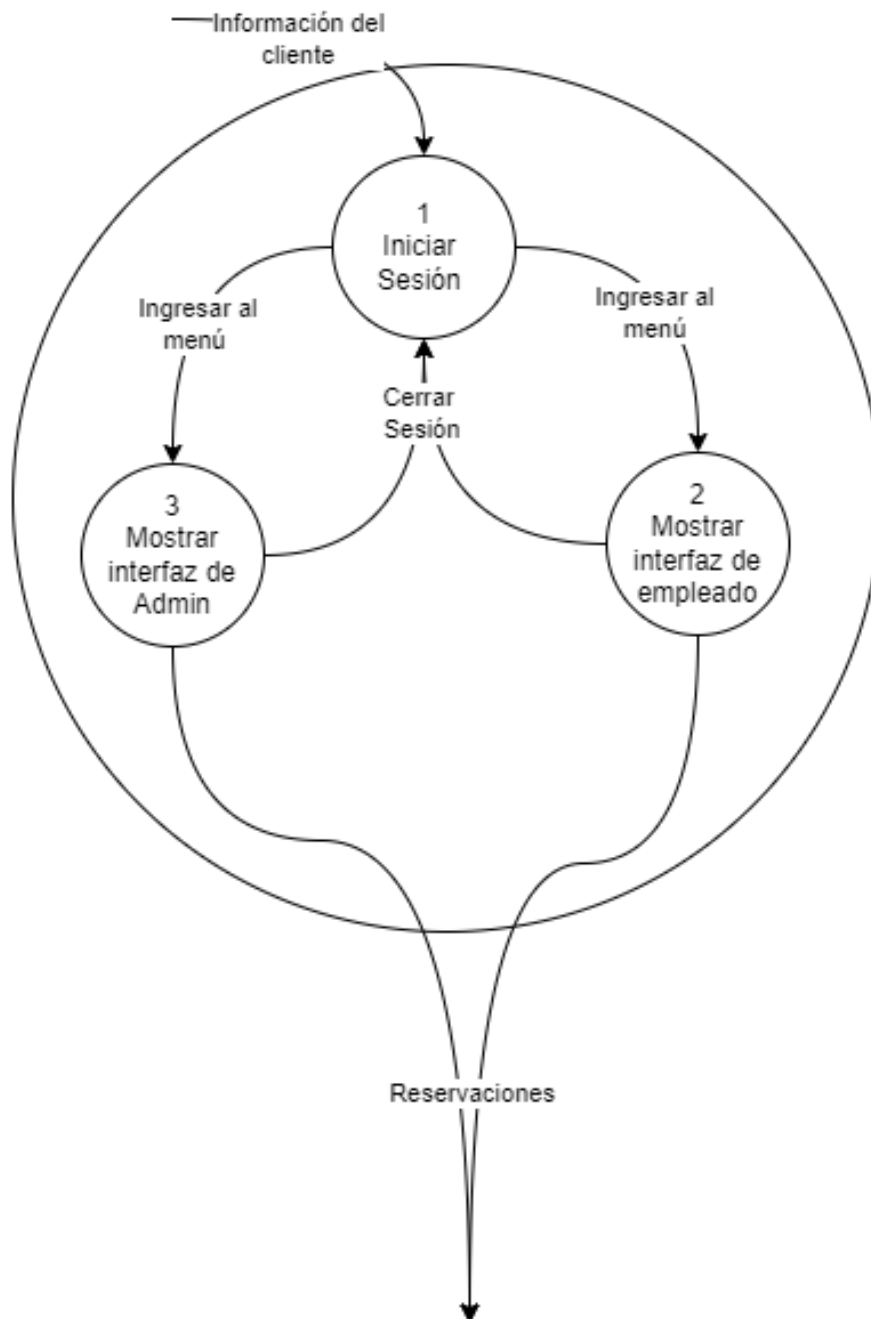 Información del
cliente
1
Iniciar
Sesión
Ingresar al
menú
Ingresar al
menú
Cerrar
Sesión
3
Mostrar
interfaz de
Admin
2
Mostrar
interfaz de
empleado
Reservaciones